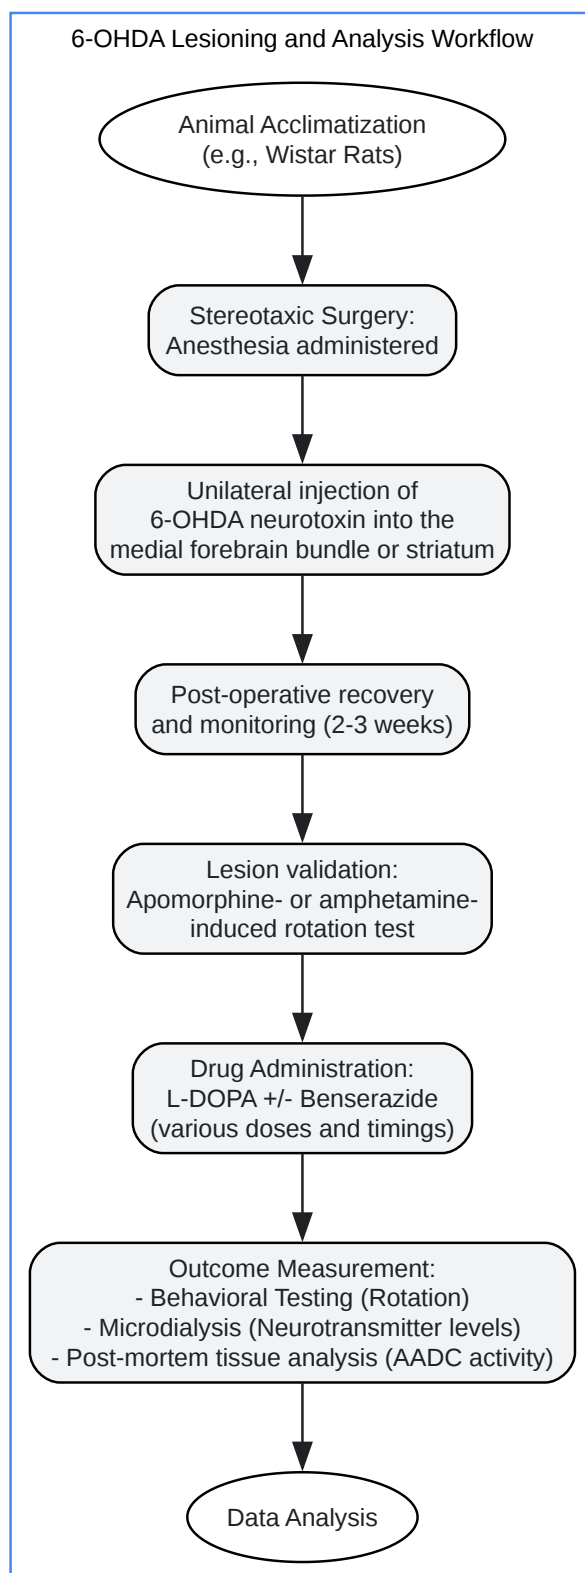 6-OHDA Lesioning and Analysis Workflow
Animal Acclimatization
(e.g., Wistar Rats)
Stereotaxic Surgery:
Anesthesia administered
Unilateral injection of
6-OHDA neurotoxin into the
medial forebrain bundle or striatum
Post-operative recovery
and monitoring (2-3 weeks)
Lesion validation:
Apomorphine- or amphetamine-
induced rotation test
Drug Administration:
L-DOPA +/- Benserazide
(various doses and timings)
Outcome Measurement:
- Behavioral Testing (Rotation)
- Microdialysis (Neurotransmitter levels)
- Post-mortem tissue analysis (AADC activity)
Data Analysis